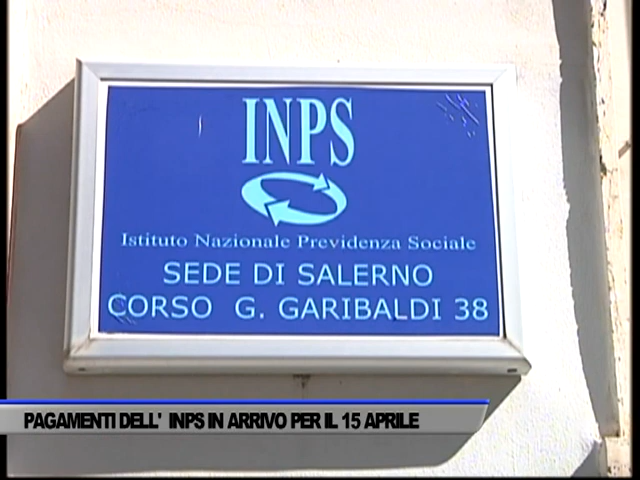 INPS
Istituto Nazionale Previdenza Sociale
SEDE DI SALERNO
CORSO G. GARIBALDI 38
PAGAMENTI DELL' INPS IN ARRIVO PER IL 15 APRILE